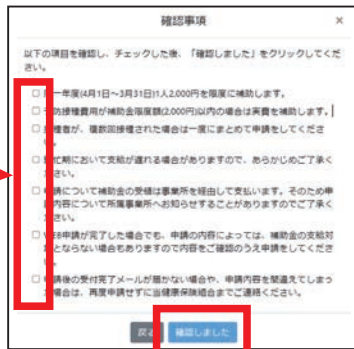 確認事項 ×
以下の項目を確認し、チェックした後、「確認しました」をクリックしてくだ
さい。
一年度(4月1日～3月31日)1人2,000円を限度に補助します。
防接種費用が補助金限度額(2,000円)以内の場合は実費を補助します。
種者が、複数回接種された場合は一度にまとめて申請をしてくださ
い。
忙期において支給が遅れる場合がありますので、あらかじめご了承く
ださい。
請について補助金の受領は事業所を経由して支払います。そのため申
内容について所属事業所へお知らせすることがありますのでご了承く
ださい。
EB申請が完了した場合でも、申請の内容によっては、補助金の支給対
とならない場合もありますので内容をご確認のうえ申請をしてくださ
い。
請後の受付完了メールが届かない場合や、申請内容を間違えてしまっ
場合は、再度申請せずに当健康保険組合までご連絡ください。
戻る 確認しました